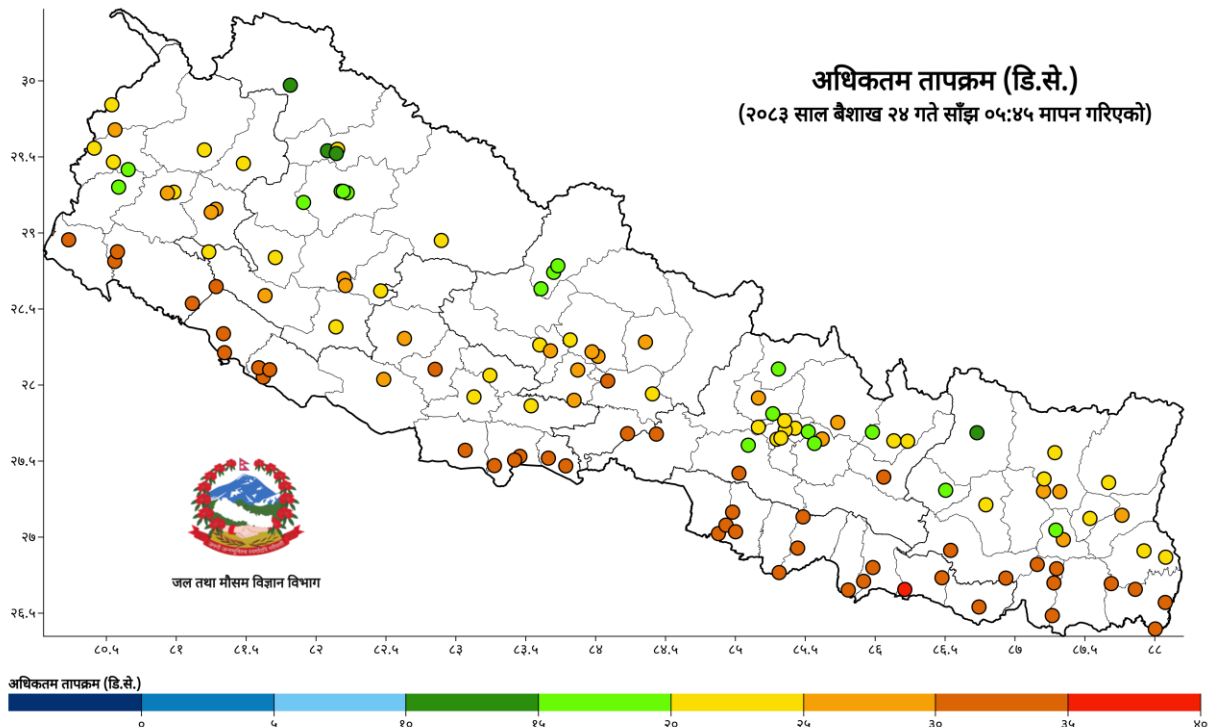 अधिकतम तापक्रम (डि.से.)
(२०८३ साल बैशाख २४ गते साँझ ०५:४५ मापन गरिएको)
३०
२९.५
२९
२८.५
२८
२७.५
२७
२६.५
जल तथा मौसम विज्ञान विभाग
८०.५ ८१ ८१.५ ८२ ८२.५ ८३ ८३.५ ८४ ८४.५ ८५ ८५.५ ८६ ८६.५ ८७ ८७.५ ८८
अधिकतम तापक्रम (डि.से.)
० ५ १० १५ २० २५ ३० ३५ ४०